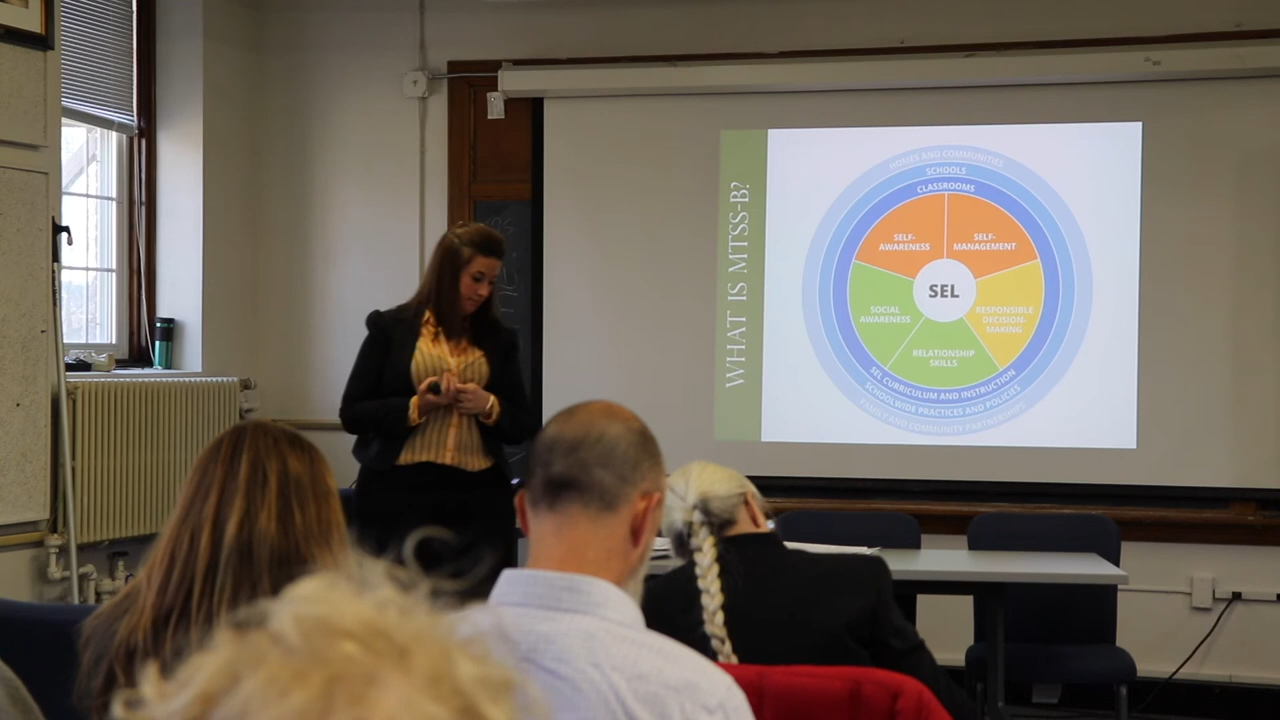 WHAT IS MTSS-B?
HOMES AND COMMUNITIES
SCHOOLS
CLASSROOMS
SELF-
AWARENESS
SELF-
MANAGEMENT
SEL
SOCIAL
AWARENESS
RESPONSIBLE
DECISION-
MAKING
RELATIONSHIP
SKILLS
SEL CURRICULUM AND INSTRUCTION
SCHOOLWIDE PRACTICES AND POLICIES
FAMILY AND COMMUNITY PARTNERSHIPS